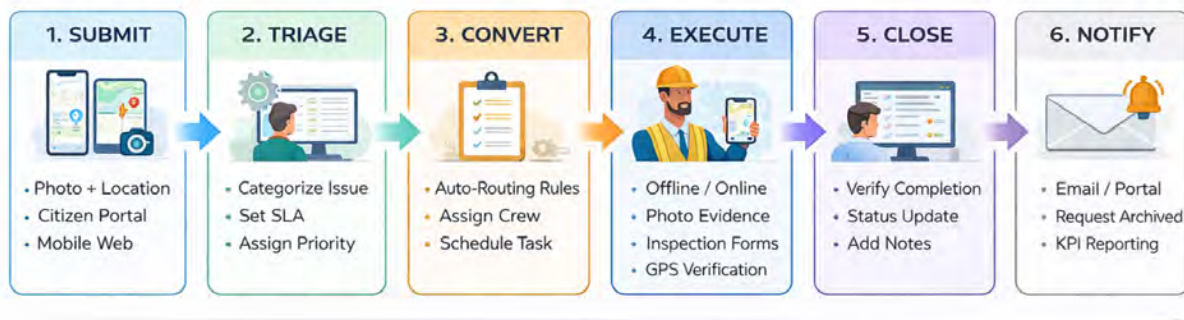 1. SUBMIT
• Photo + Location
• Citizen Portal
• Mobile Web
2. TRIAGE
• Categorize Issue
• Set SLA
• Assign Priority
3. CONVERT
• Auto-Routing Rules
• Assign Crew
• Schedule Task
4. EXECUTE
• Offline / Online
• Photo Evidence
• Inspection Forms
• GPS Verification
5. CLOSE
• Verify Completion
• Status Update
• Add Notes
6. NOTIFY
• Email / Portal
• Request Archived
• KPI Reporting